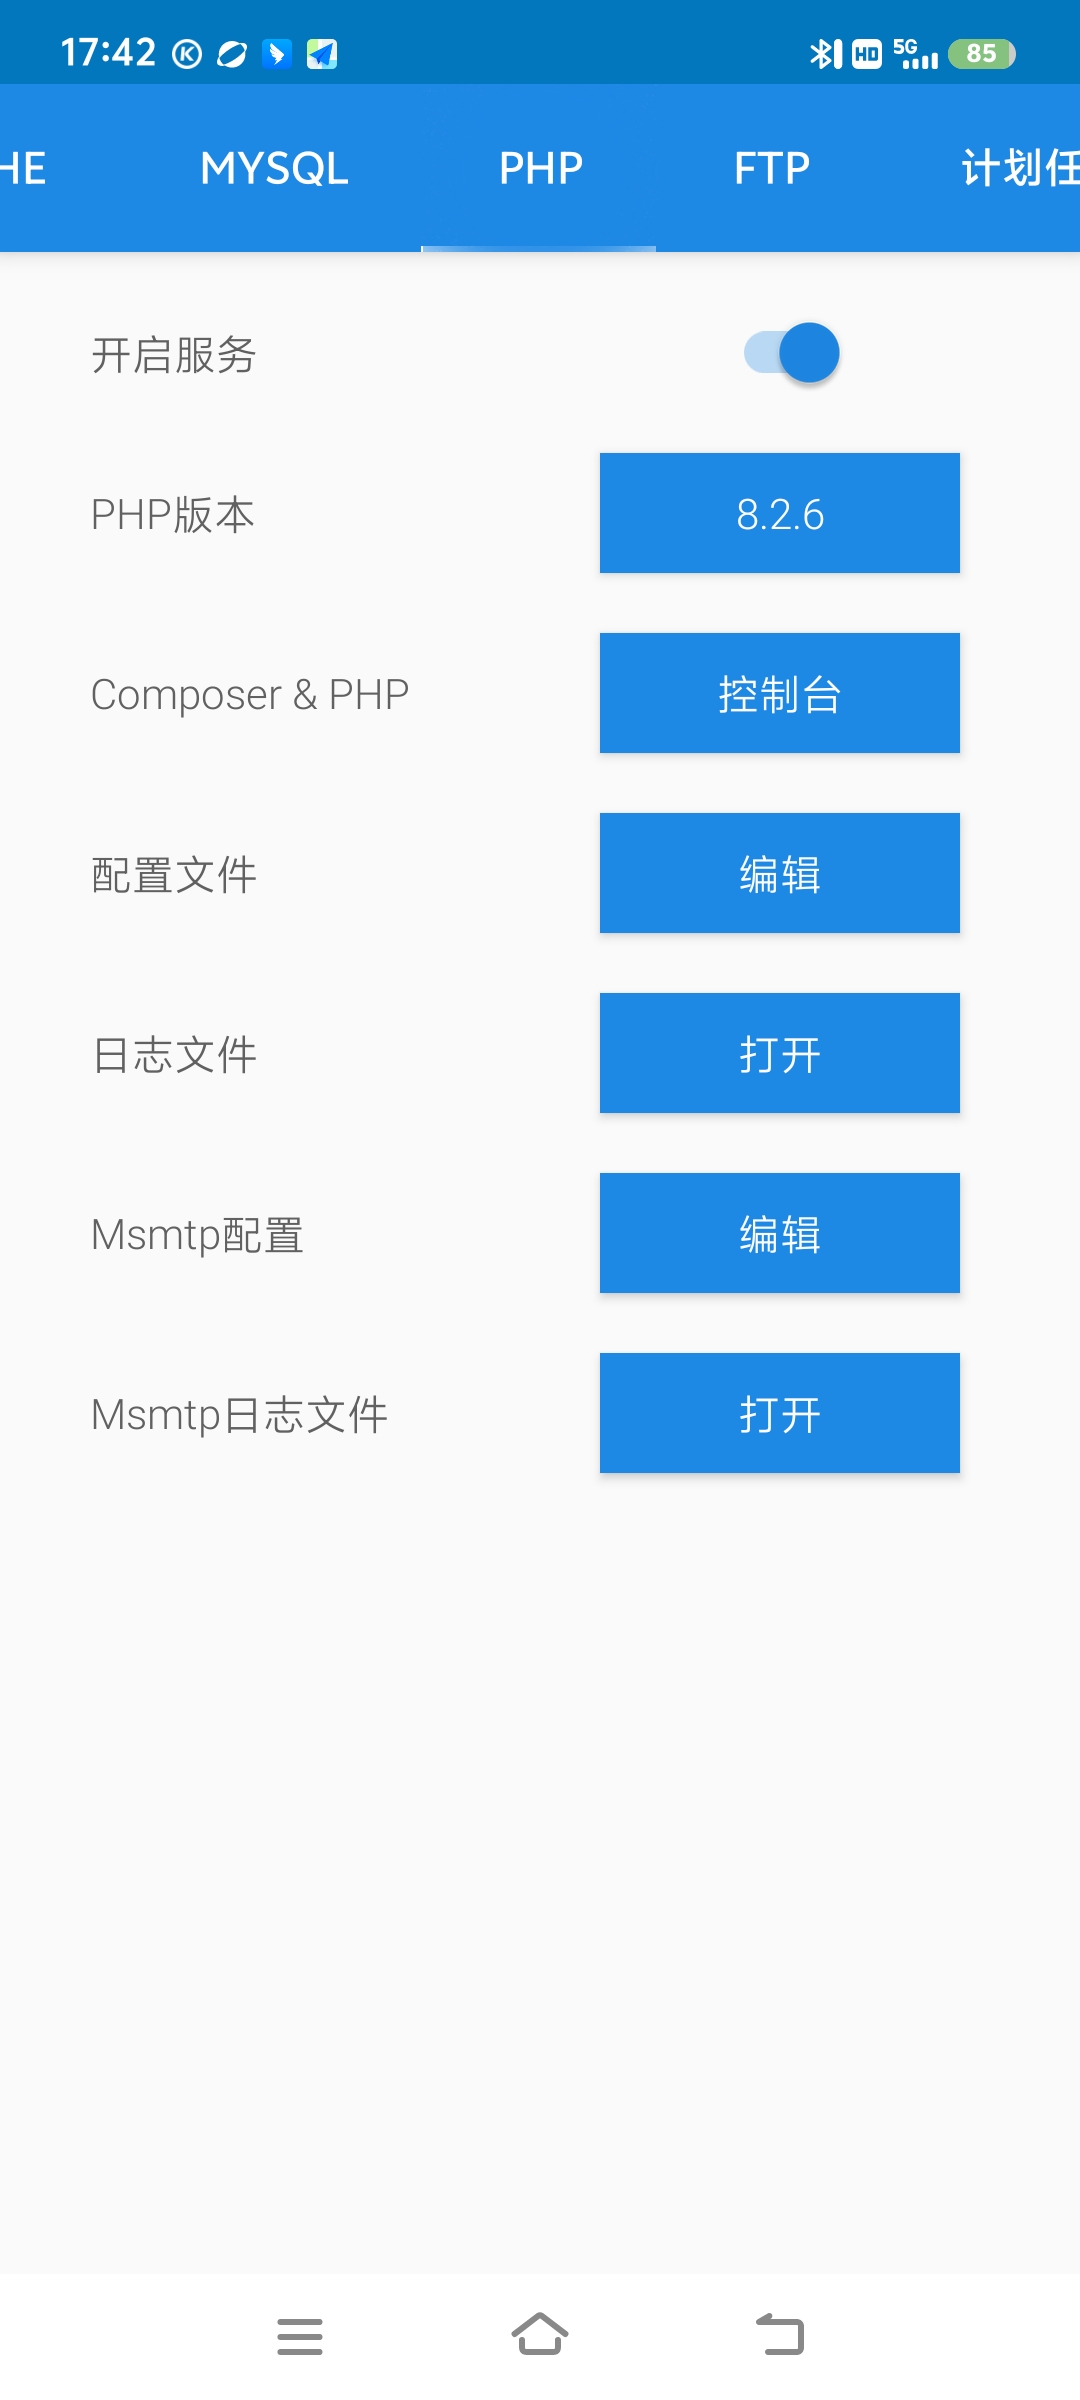 17:42 K HD 5G 85
HE MYSQL PHP FTP 计划任
开启服务
PHP版本 8.2.6
Composer & PHP 控制台
配置文件 编辑
日志文件 打开
Msmtp配置 编辑
Msmtp日志文件 打开